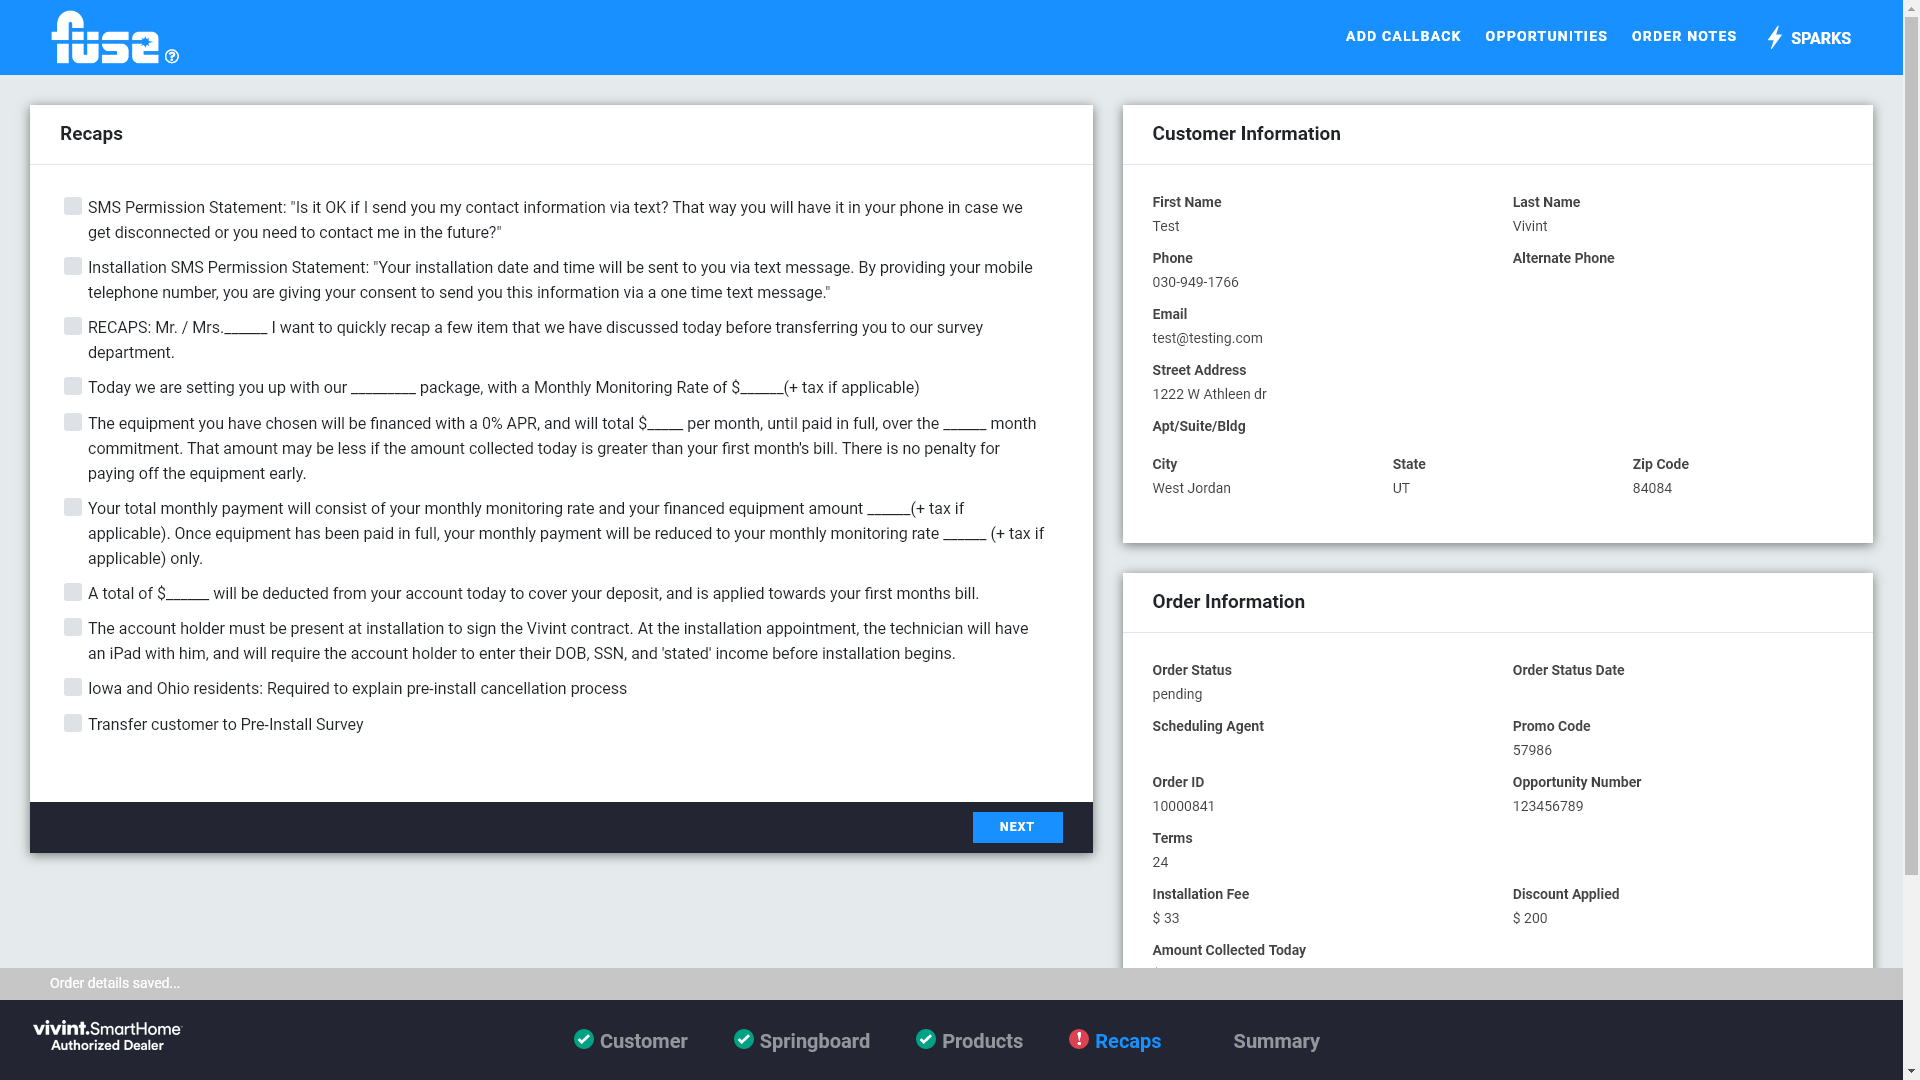 fuse
ADD CALLBACK
OPPORTUNITIES
ORDER NOTES
SPARKS
Recaps
SMS Permission Statement: "Is it OK if I send you my contact information via text? That way you will have it in your phone in case we
get disconnected or you need to contact me in the future?"
Installation SMS Permission Statement: "Your installation date and time will be sent to you via text message. By providing your mobile
telephone number, you are giving your consent to send you this information via a one time text message."
RECAPS: Mr. / Mrs.______ I want to quickly recap a few item that we have discussed today before transferring you to our survey
department.
Today we are setting you up with our _________ package, with a Monthly Monitoring Rate of $______(+ tax if applicable)
The equipment you have chosen will be financed with a 0% APR, and will total $_____ per month, until paid in full, over the ______ month
commitment. That amount may be less if the amount collected today is greater than your first month's bill. There is no penalty for
paying off the equipment early.
Your total monthly payment will consist of your monthly monitoring rate and your financed equipment amount ______(+ tax if
applicable). Once equipment has been paid in full, your monthly payment will be reduced to your monthly monitoring rate ______ (+ tax if
applicable) only.
A total of $______ will be deducted from your account today to cover your deposit, and is applied towards your first months bill.
The account holder must be present at installation to sign the Vivint contract. At the installation appointment, the technician will have
an iPad with him, and will require the account holder to enter their DOB, SSN, and 'stated' income before installation begins.
Iowa and Ohio residents: Required to explain pre-install cancellation process
Transfer customer to Pre-Install Survey
NEXT
Customer Information
First Name
Test
Last Name
Vivint
Phone
030-949-1766
Alternate Phone
Email
test@testing.com
Street Address
1222 W Athleen dr
Apt/Suite/Bldg
City
West Jordan
State
UT
Zip Code
84084
Order Information
Order Status
pending
Order Status Date
Scheduling Agent
Promo Code
57986
Order ID
10000841
Opportunity Number
123456789
Terms
24
Installation Fee
$ 33
Discount Applied
$ 200
Amount Collected Today
Order details saved...
vivint.SmartHome
Authorized Dealer
Customer
Springboard
Products
Recaps
Summary